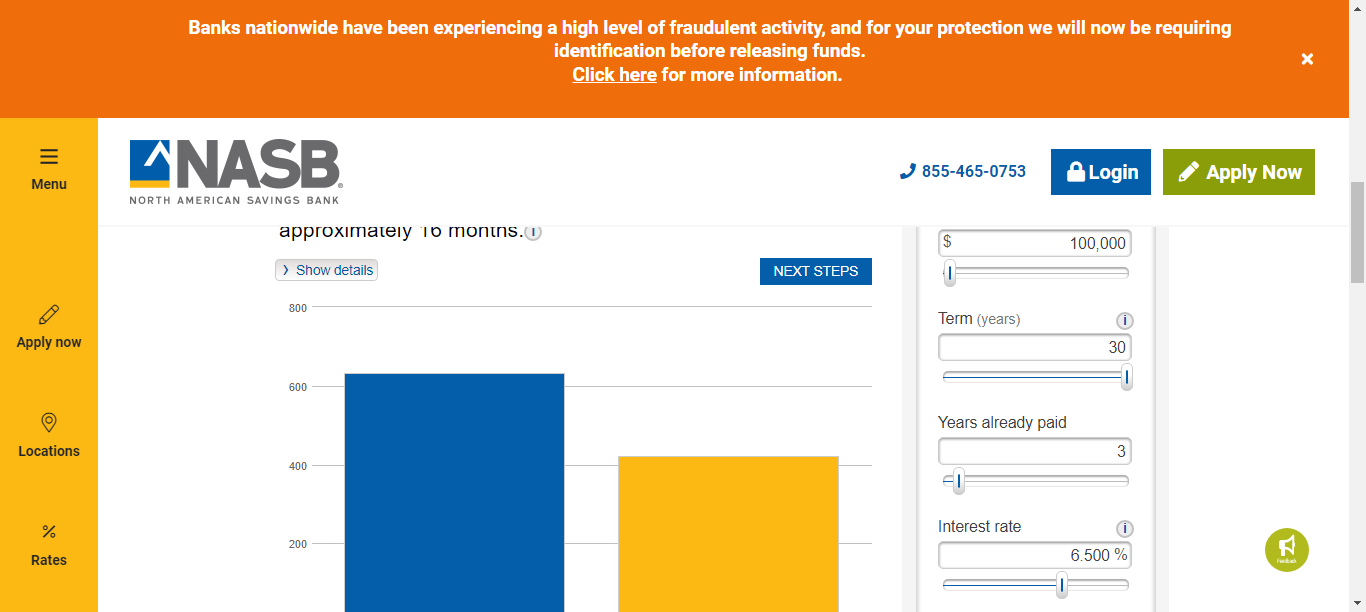 Banks nationwide have been experiencing a high level of fraudulent activity, and for your protection we will now be requiring
identification before releasing funds.
Click here for more information.
×
Menu
Apply now
Locations
%
Rates
NASB®
NORTH AMERICAN SAVINGS BANK
855-465-0753
Login
Apply Now
approximately 16 months. i
› Show details
NEXT STEPS
800
600
400
200
$ 100,000
Term (years) i
30
Years already paid
3
Interest rate i
6.500 %
Feedback